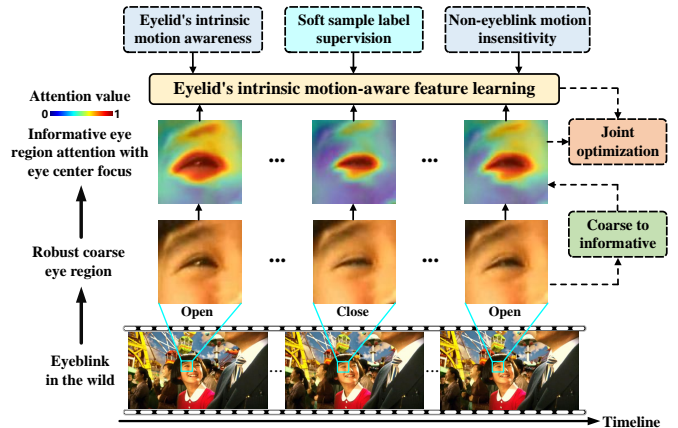 Eyelid's intrinsic
motion awareness
Soft sample label
supervision
Non-eyeblink motion
insensitivity
Eyelid's intrinsic motion-aware feature learning
Attention value
0
1
Informative eye
region attention with
eye center focus
...
...
Joint
optimization
Robust coarse
eye region
...
...
Coarse to
informative
Open
Close
Open
Eyeblink
in the wild
...
...
Timeline